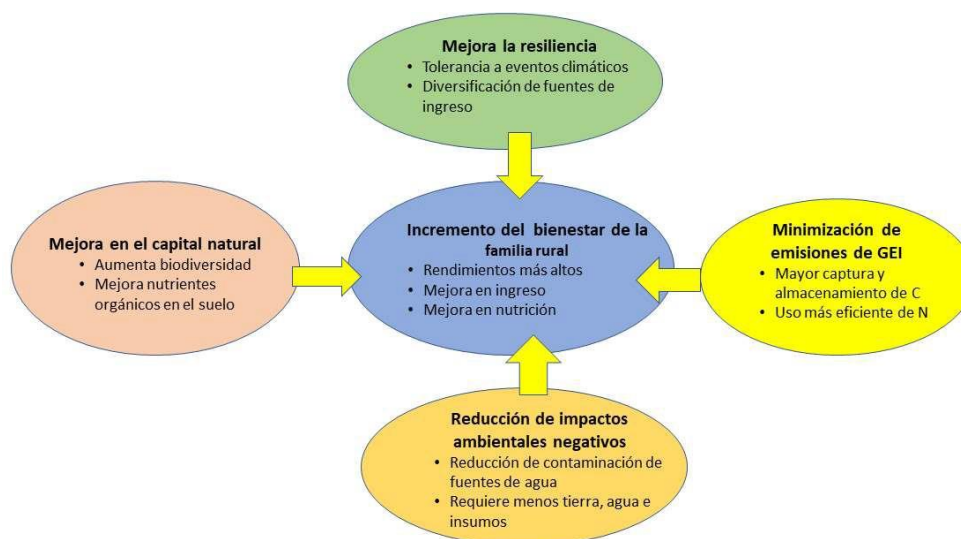 Mejora la resiliencia
• Tolerancia a eventos climáticos
• Diversificación de fuentes de
ingreso
Mejora en el capital natural
• Aumenta biodiversidad
• Mejora nutrientes
orgánicos en el suelo
Incremento del bienestar de la
familia rural
• Rendimientos más altos
• Mejora en ingreso
• Mejora en nutrición
Minimización de
emisiones de GEI
• Mayor captura y
almacenamiento de C
• Uso más eficiente de N
Reducción de impactos
ambientales negativos
• Reducción de contaminación de
fuentes de agua
• Requiere menos tierra, agua e
insumos